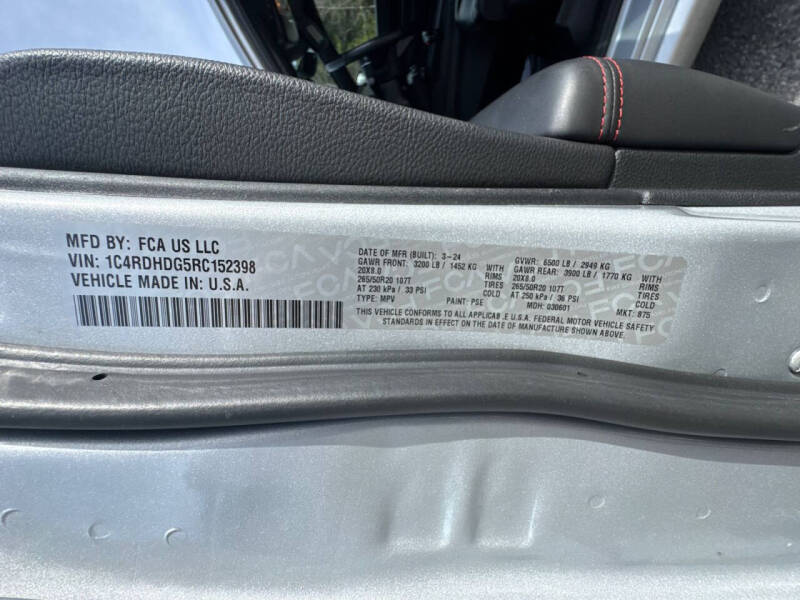 MFD BY: FCA US LLC
VIN: 1C4RDHDG5RC152398
VEHICLE MADE IN: U.S.A.
DATE OF MFR (BUILT): 3-24 GVWR: 6500 LB / 2949 KG
GAWR FRONT: 3200 LB / 1452 KG GAWR REAR: 3900 LB / 1770 KG
20X8.0 RIMS 20X8.0 RIMS
265/50R20 107T TIRES 265/50R20 107T TIRES
AT 230 kPa / 33 PSI COLD AT 250 kPa / 36 PSI COLD
TYPE: MPV PAINT: PSE MDH: 030601 MKT: 875
THIS VEHICLE CONFORMS TO ALL APPLICAB E U.S.A. FEDERAL MOTOR VEHICLE SAFETY
STANDARDS IN EFFECT ON THE DATE OF MANUFACTURE SHOWN ABOVE.